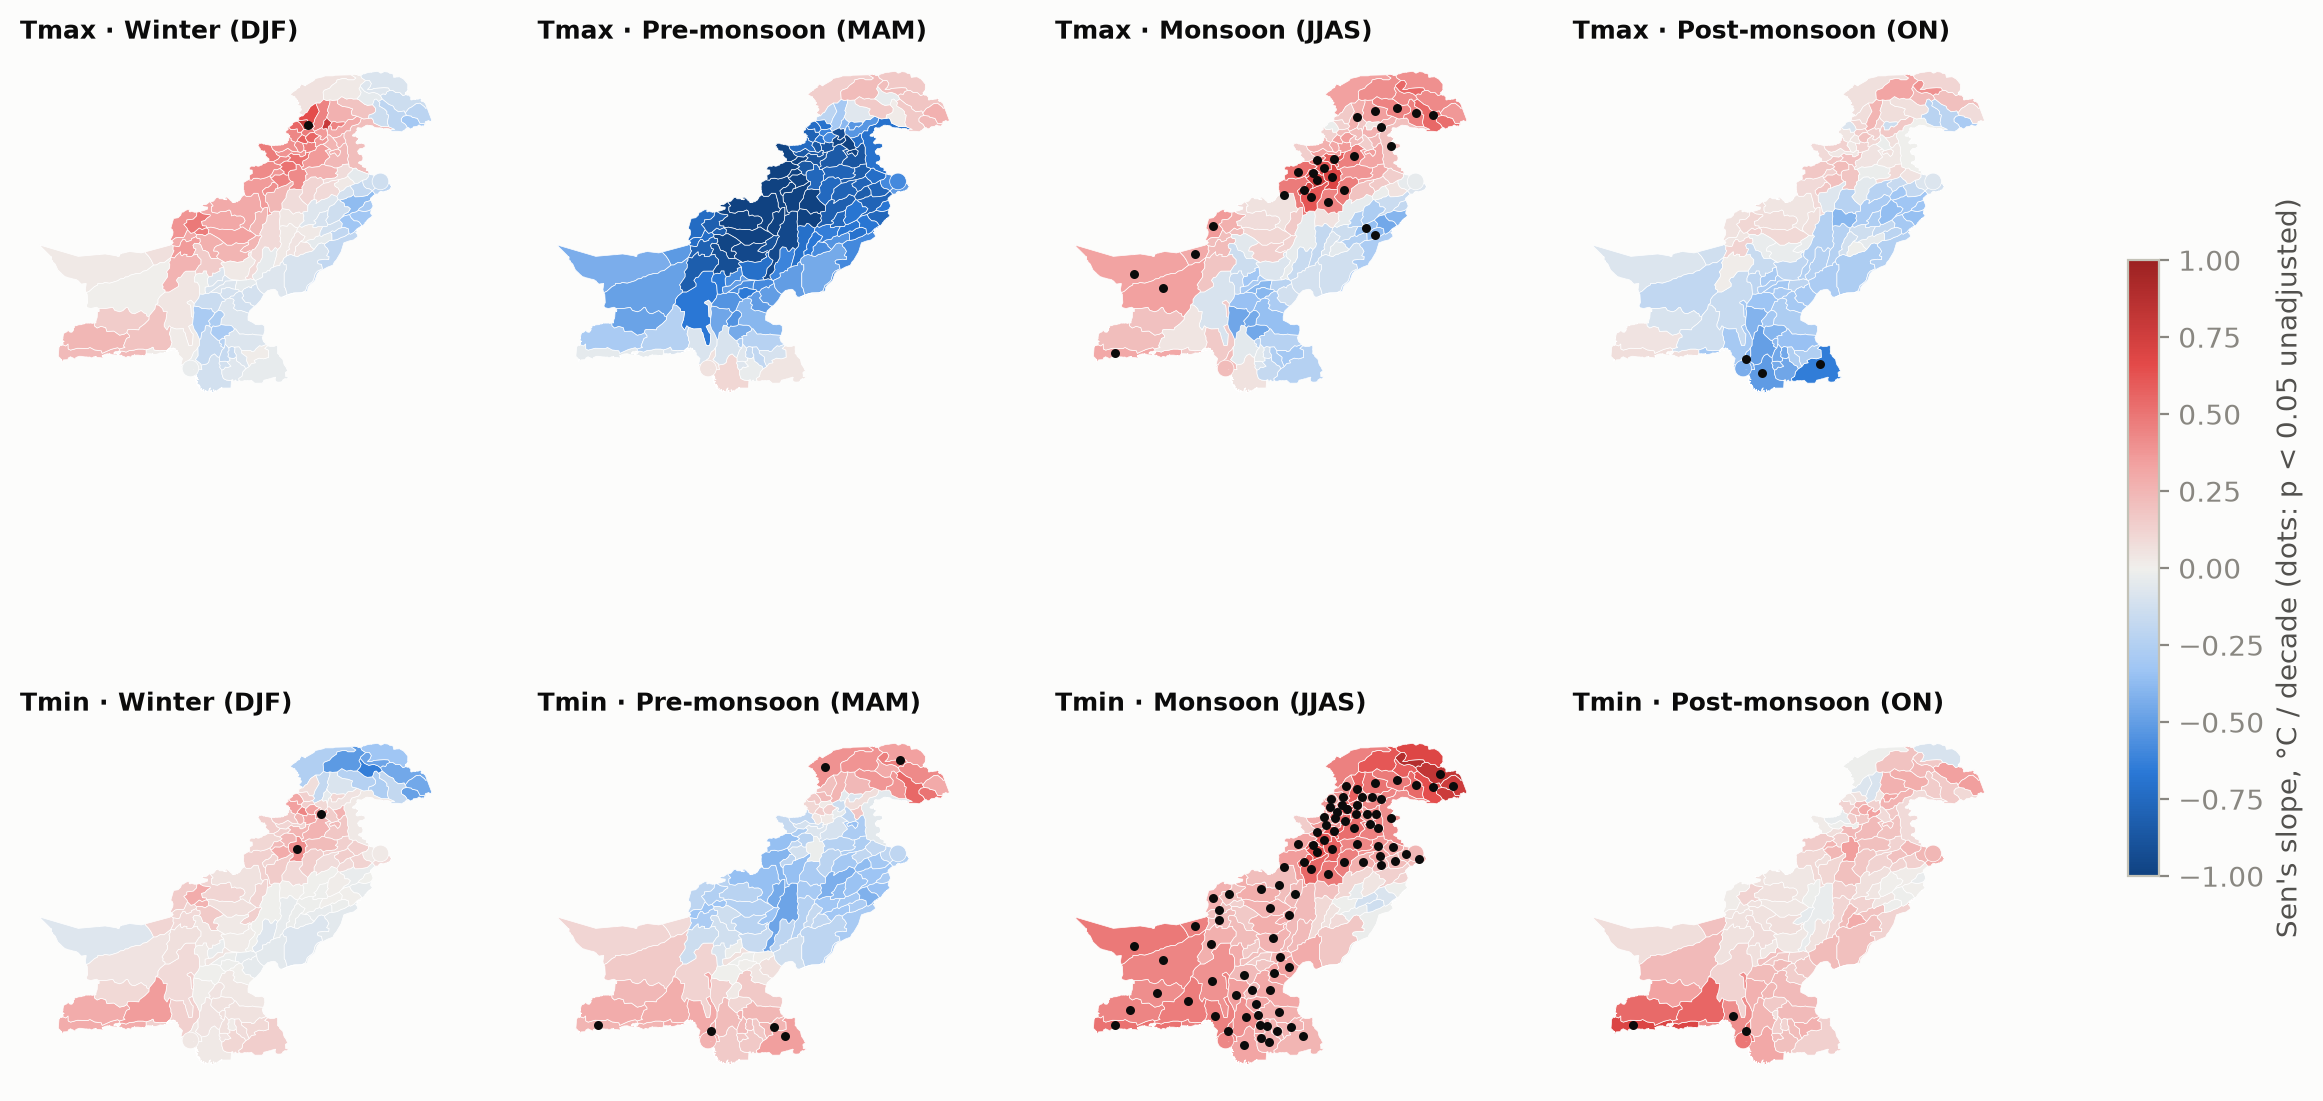 Tmax · Winter (DJF)
Tmax · Pre-monsoon (MAM)
Tmax · Monsoon (JJAS)
Tmax · Post-monsoon (ON)
Tmin · Winter (DJF)
Tmin · Pre-monsoon (MAM)
Tmin · Monsoon (JJAS)
Tmin · Post-monsoon (ON)
1.00
0.75
0.50
0.25
0.00
−0.25
−0.50
−0.75
−1.00
Sen's slope, °C / decade (dots: p < 0.05 unadjusted)